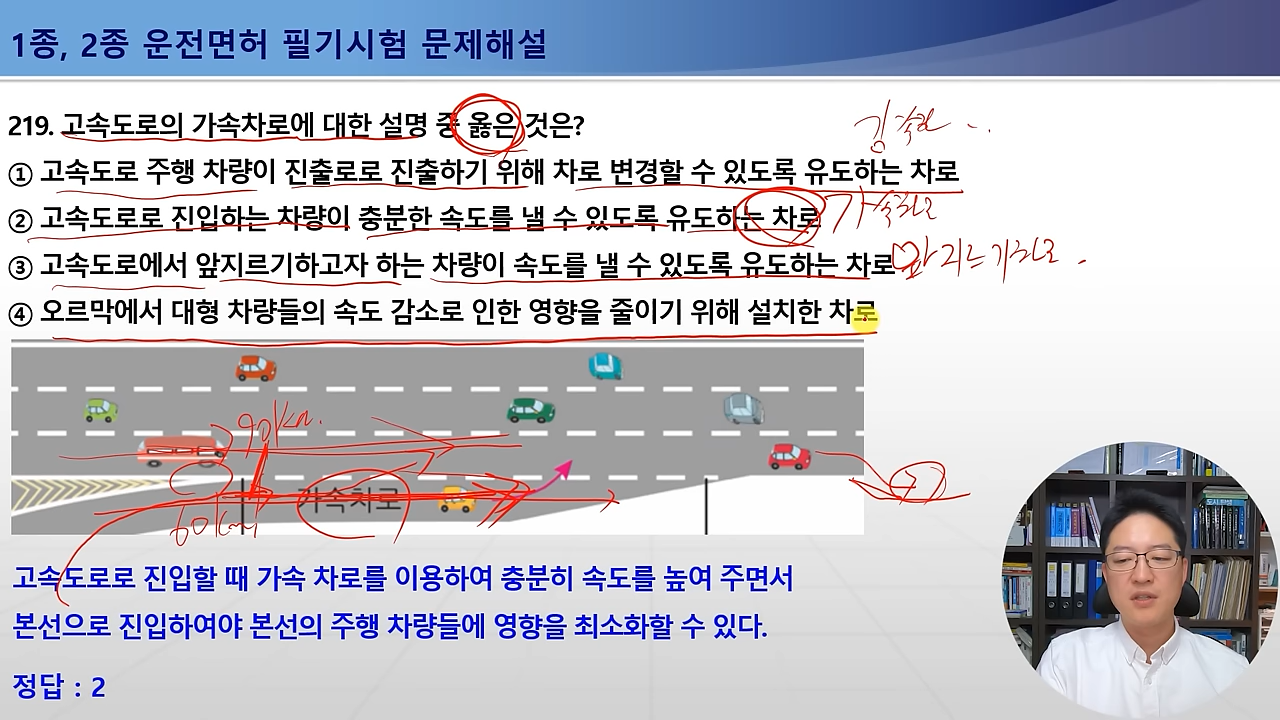 1종, 2종 운전면허 필기시험 문제해설
219. 고속도로의 가속차로에 대한 설명 중 옳은 것은?
감속차로
① 고속도로 주행 차량이 진출로로 진출하기 위해 차로 변경할 수 있도록 유도하는 차로
② 고속도로로 진입하는 차량이 충분한 속도를 낼 수 있도록 유도하는 차로
가속차로
③ 고속도로에서 앞지르기하고자 하는 차량이 속도를 낼 수 있도록 유도하는 차로
④ 오르막에서 대형 차량들의 속도 감소로 인한 영향을 줄이기 위해 설치한 차로
90km
가속차로
60km
고속도로로 진입할 때 가속 차로를 이용하여 충분히 속도를 높여 주면서
본선으로 진입하여야 본선의 주행 차량들에 영향을 최소화할 수 있다.
정답 : 2